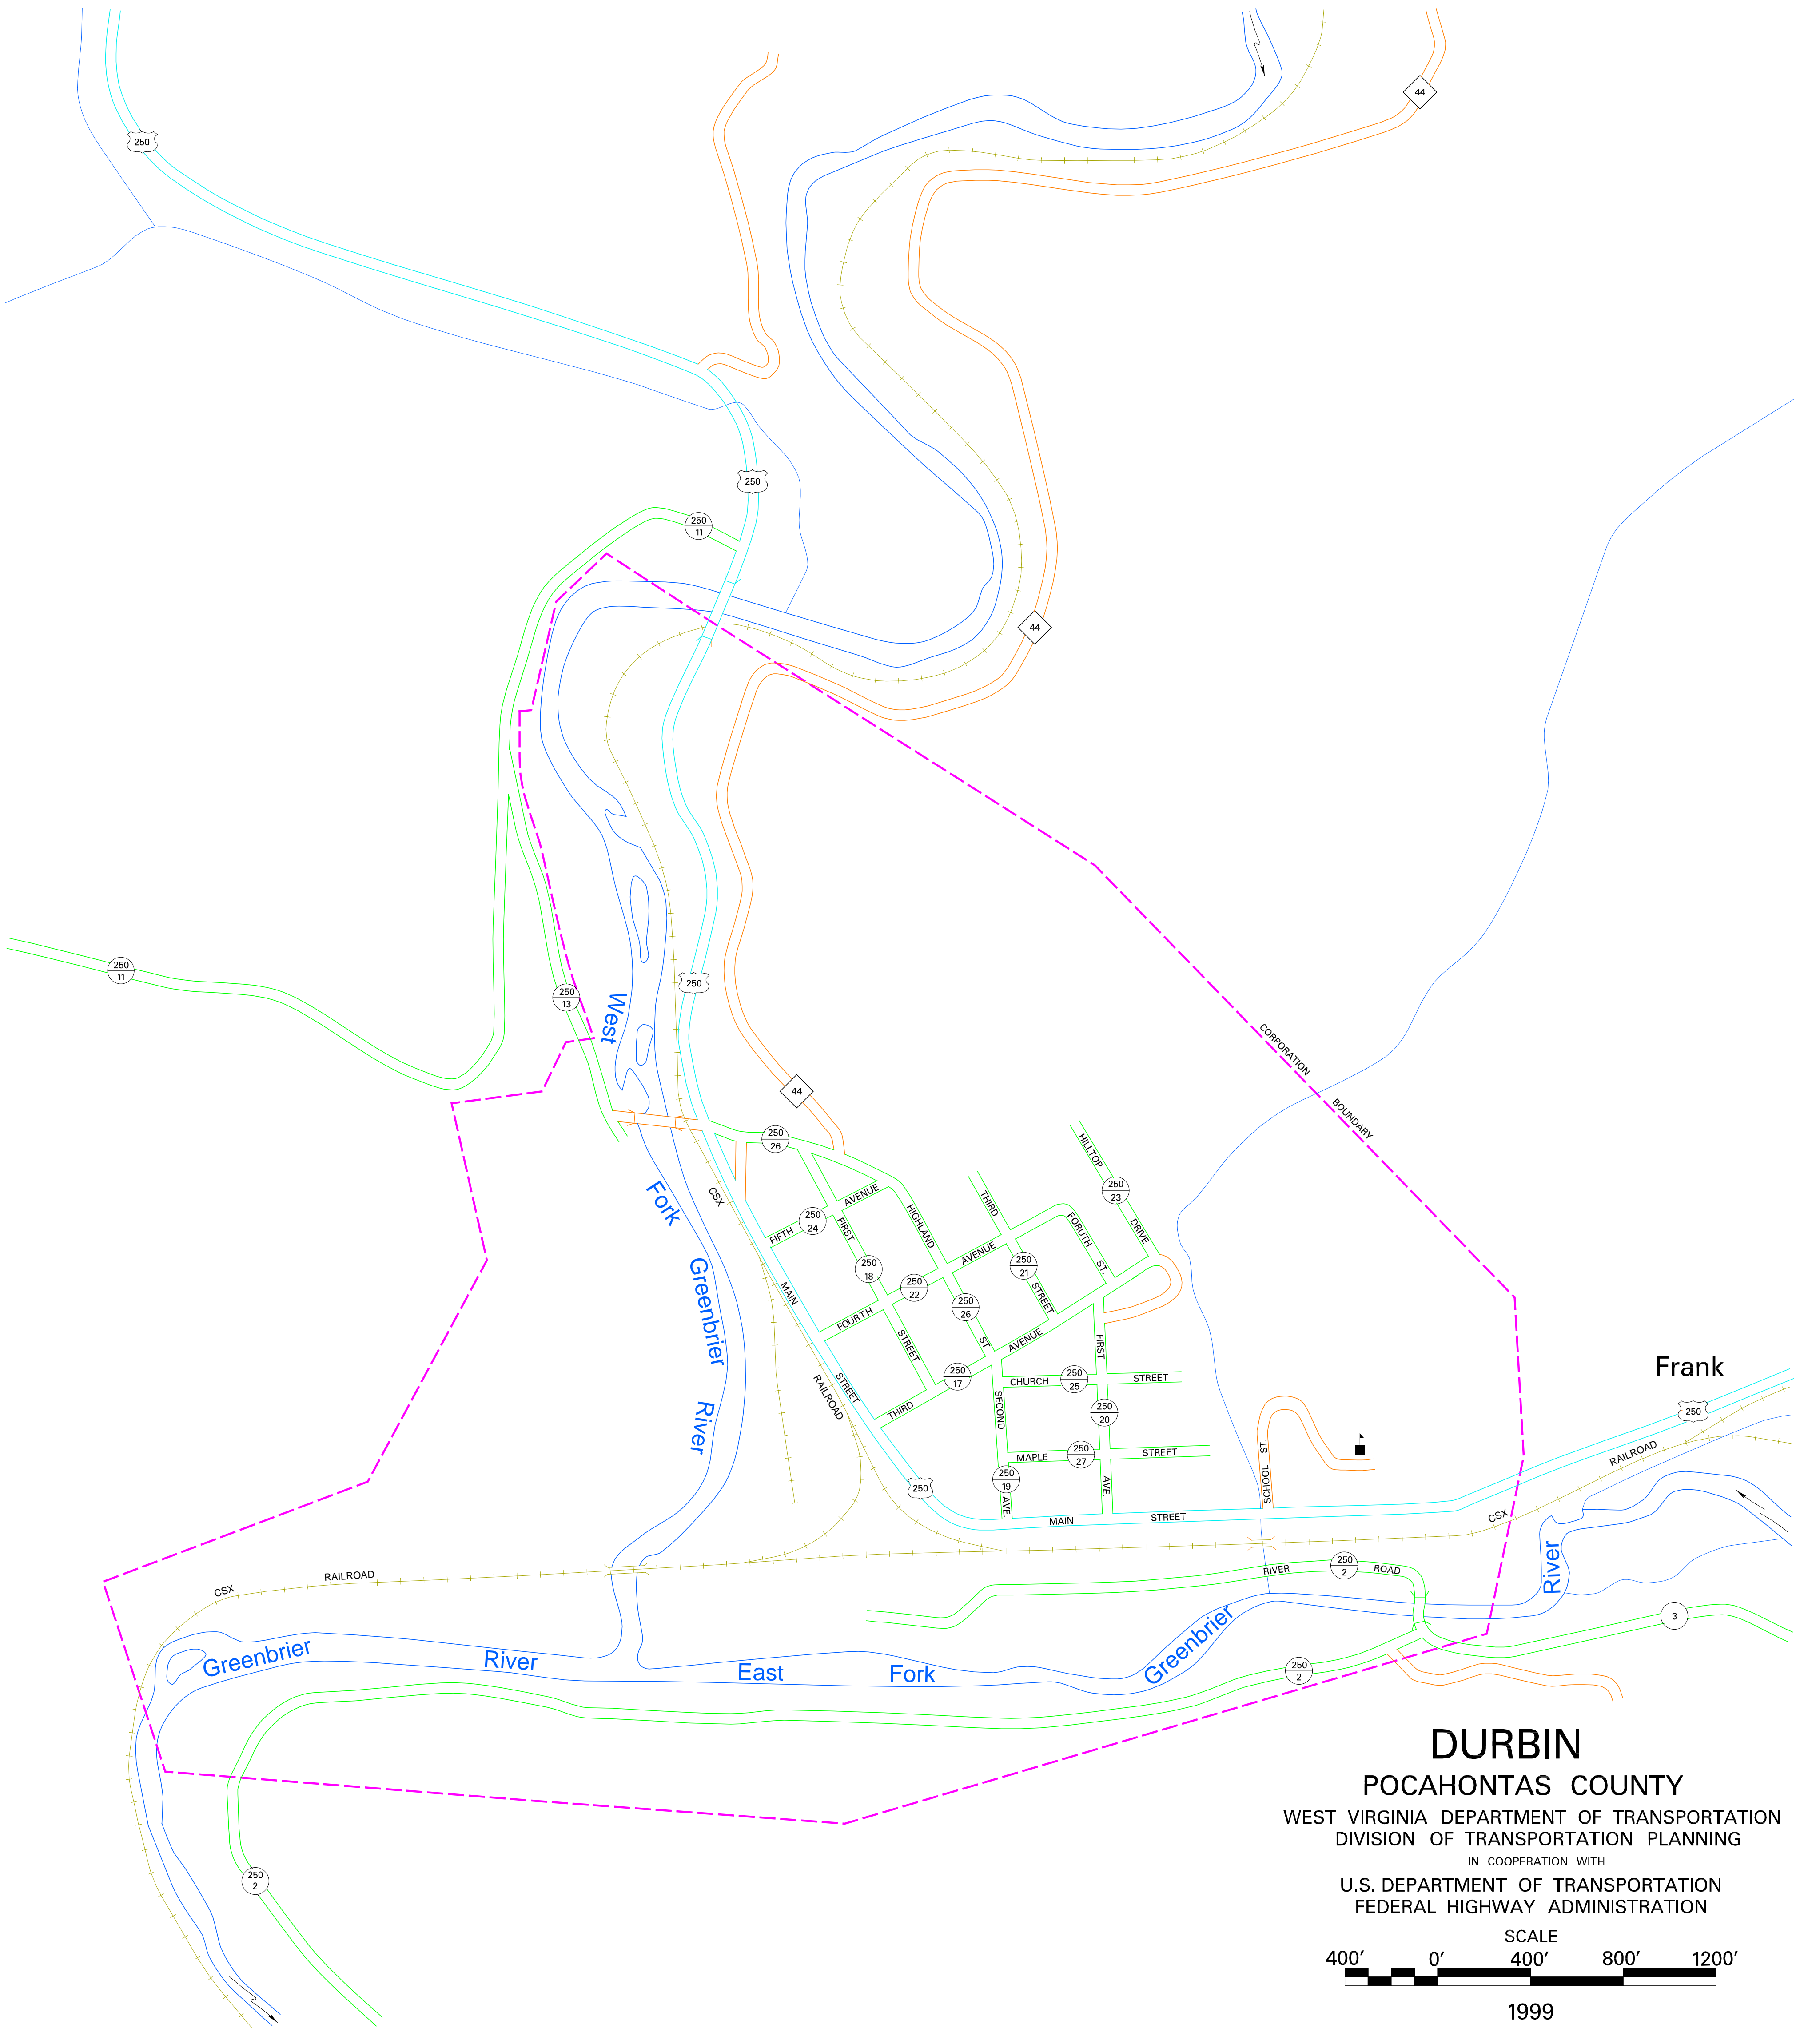 250
44
250
250
11
44
250
11
250
13
250
West
44
CORPORATION
BOUNDARY
250
26
HILLTOP
250
23
DRIVE
CSX
Fork
FIFTH
250
24
AVENUE
FIRST
HIGHLAND
THIRD
FORUTH
ST.
Greenbrier
MAIN
250
18
250
22
AVENUE
250
21
STREET
250
26
ST
FOURTH
STREET
AVENUE
FIRST
Frank
RAILROAD
STREET
THIRD
250
17
CHURCH
250
25
STREET
SECOND
250
20
250
River
MAPLE
250
27
STREET
250
19
AVE.
AVE.
SCHOOL ST.
RAILROAD
250
MAIN
STREET
CSX
CSX
RAILROAD
RIVER
250
2
ROAD
River
3
Greenbrier
River
East
Fork
Greenbrier
250
2
250
2
DURBIN
POCAHONTAS COUNTY
WEST VIRGINIA DEPARTMENT OF TRANSPORTATION
DIVISION OF TRANSPORTATION PLANNING
IN COOPERATION WITH
U.S. DEPARTMENT OF TRANSPORTATION
FEDERAL HIGHWAY ADMINISTRATION
SCALE
400' 0' 400' 800' 1200'
1999